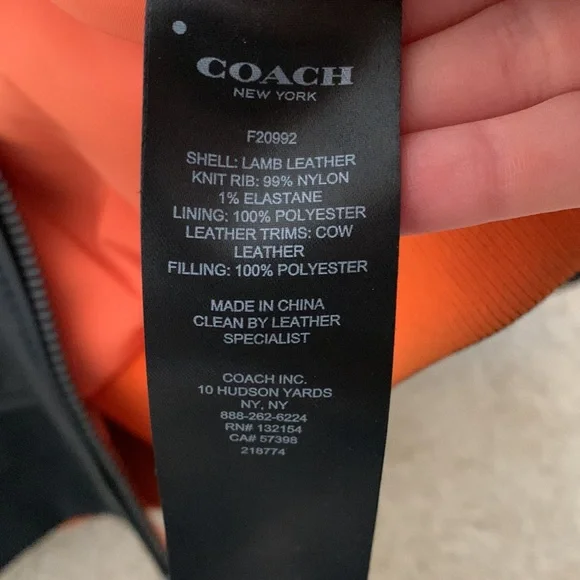 COACH
NEW YORK
F20992
SHELL: LAMB LEATHER
KNIT RIB: 99% NYLON
1% ELASTANE
LINING: 100% POLYESTER
LEATHER TRIMS: COW
LEATHER
FILLING: 100% POLYESTER
MADE IN CHINA
CLEAN BY LEATHER
SPECIALIST
COACH INC.
10 HUDSON YARDS
NY, NY
888-262-6224
RN# 132154
CA# 57398
218774